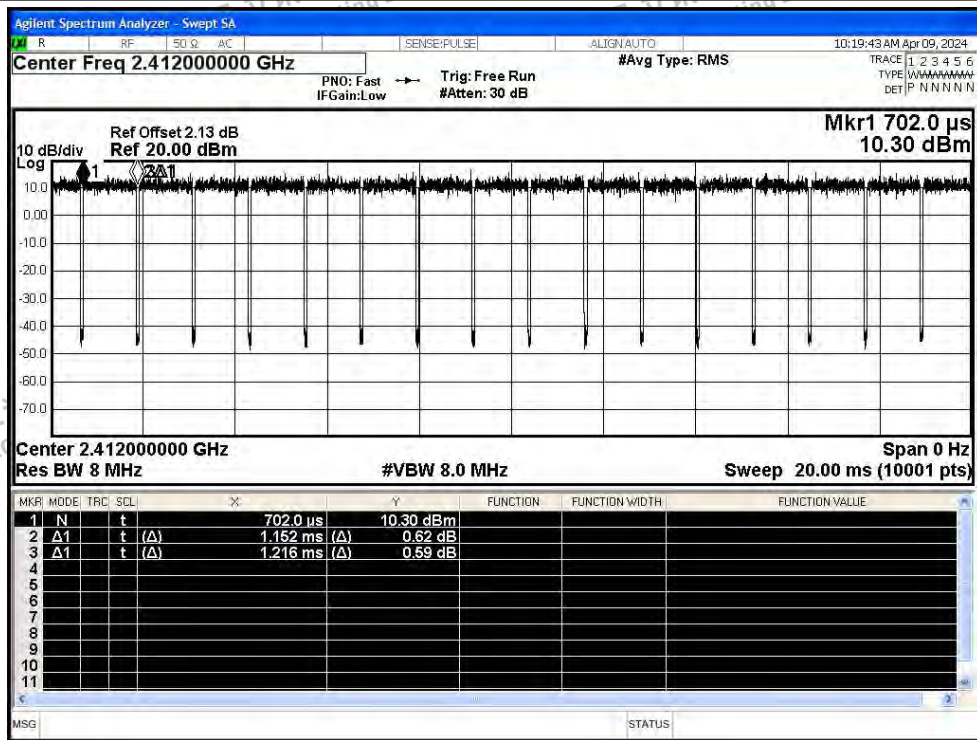 Agilent Spectrum Analyzer - Swept SA
R RF 50 Ω AC SENSE:PULSE ALIGN AUTO 10:19:43 AM Apr 09, 2024
Center Freq 2.412000000 GHz #Avg Type: RMS TRACE 1 2 3 4 5 6
PNO: Fast Trig: Free Run TYPE WWWWWW
IFGain:Low #Atten: 30 dB DET P N N N N N
Mkr1 702.0 µs
Ref Offset 2.13 dB
10 dB/div Ref 20.00 dBm 10.30 dBm
Log
1 2Δ1
10.0
0.00
-10.0
-20.0
-30.0
-40.0
-50.0
-60.0
-70.0
Center 2.412000000 GHz Span 0 Hz
Res BW 8 MHz #VBW 8.0 MHz Sweep 20.00 ms (10001 pts)
MKR MODE TRC SCL X Y FUNCTION FUNCTION WIDTH FUNCTION VALUE
1 N t 702.0 µs 10.30 dBm
2 Δ1 t (Δ) 1.152 ms (Δ) 0.62 dB
3 Δ1 t (Δ) 1.216 ms (Δ) 0.59 dB
4
5
6
7
8
9
10
11
MSG STATUS